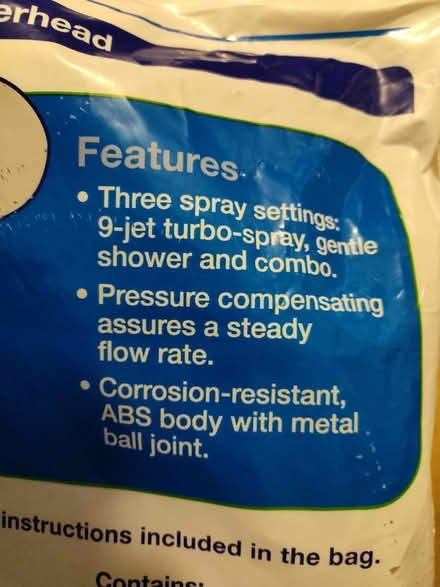 erhead
Features
• Three spray settings:
9-jet turbo-spray, gentle
shower and combo.
• Pressure compensating
assures a steady
flow rate.
• Corrosion-resistant,
ABS body with metal
ball joint.
instructions included in the bag.
Contains: